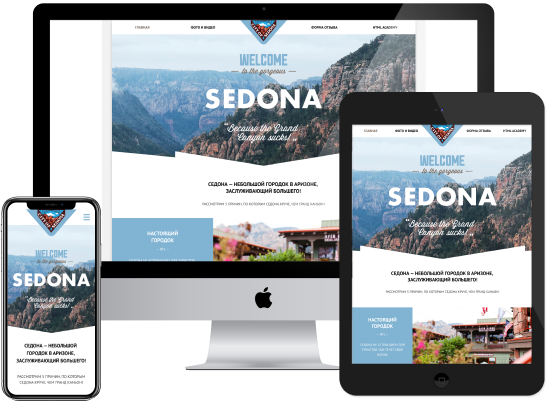 ГЛАВНАЯ
ФОТО И ВИДЕО
ФОРМА ОТЗЫВА
HTML ACADEMY
WELCOME
to the gorgeous
SEDONA
“Because the Grand
Canyon sucks!”
СЕДОНА — НЕБОЛЬШОЙ ГОРОДОК В АРИЗОНЕ,
ЗАСЛУЖИВАЮЩИЙ БОЛЬШЕГО!
РАССМОТРИМ 5 ПРИЧИН, ПО КОТОРЫМ СЕДОНА КРУЧЕ, ЧЕМ ГРАНД КАНЬОН!
НАСТОЯЩИЙ
ГОРОДОК
ГЛАВНАЯ
ФОТО И ВИДЕО
ФОРМА ОТЗЫВА
HTML ACADEMY
WELCOME
to the gorgeous
SEDONA
“Because the Grand
Canyon sucks!”
СЕДОНА — НЕБОЛЬШОЙ ГОРОДОК В АРИЗОНЕ,
ЗАСЛУЖИВАЮЩИЙ БОЛЬШЕГО!
РАССМОТРИМ 5 ПРИЧИН, ПО КОТОРЫМ СЕДОНА КРУЧЕ, ЧЕМ ГРАНД КАНЬОН!
НАСТОЯЩИЙ
ГОРОДОК
WELCOME
to the gorgeous
SEDONA
“Because the Grand
Canyon sucks!”
СЕДОНА — НЕБОЛЬШОЙ
ГОРОДОК В АРИЗОНЕ,
ЗАСЛУЖИВАЮЩИЙ БОЛЬШЕГО!
РАССМОТРИМ 5 ПРИЧИН, ПО КОТОРЫМ
СЕДОНА КРУЧЕ, ЧЕМ ГРАНД КАНЬОН!